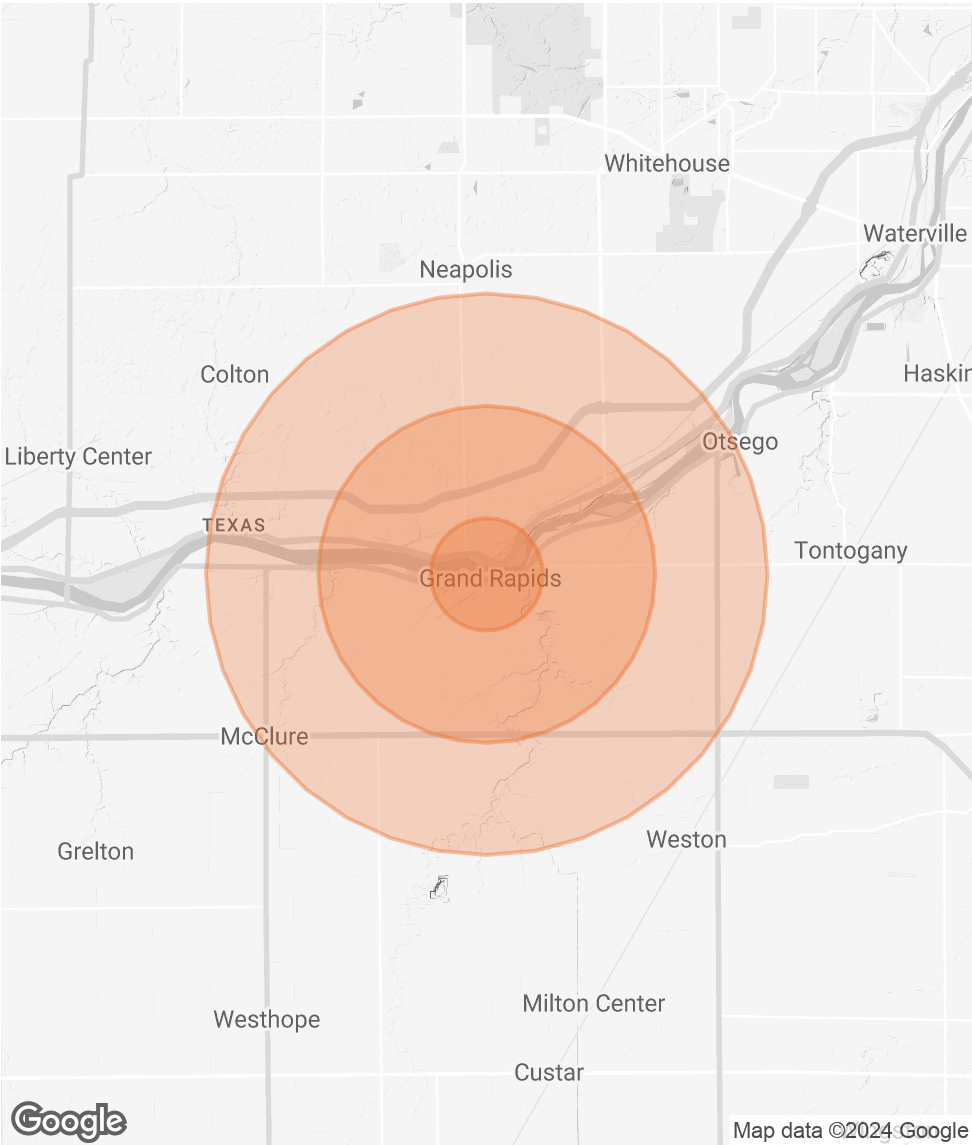 Whitehouse
Waterville
Neapolis
Colton
Haskin
Otsego
Liberty Center
TEXAS
Tontogany
Grand Rapids
McClure
Weston
Grelton
Milton Center
Westhope
Custar
Google
Map data ©2024 Google